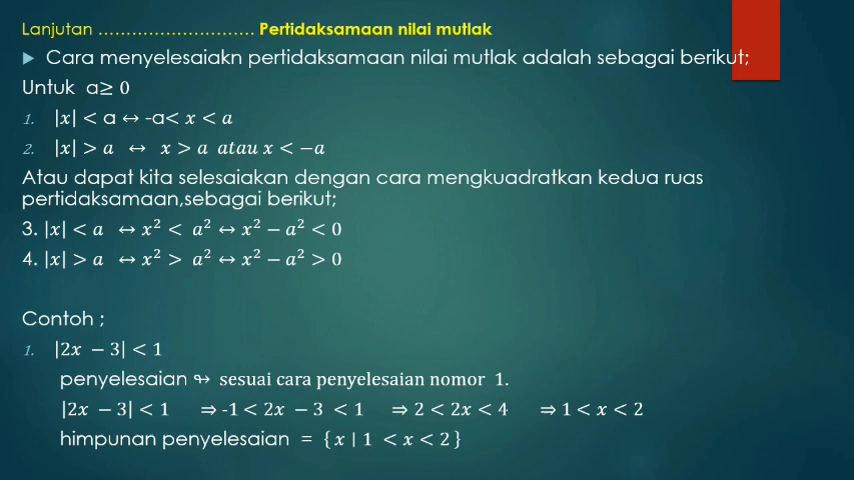 Lanjutan ............................ Pertidaksamaan nilai mutlak
Cara menyelesaiakn pertidaksamaan nilai mutlak adalah sebagai berikut;
Untuk a≥ 0
1. |x| < a ↔ -a< x < a
2. |x| > a ↔ x > a atau x < −a
Atau dapat kita selesaiakan dengan cara mengkuadratkan kedua ruas
pertidaksamaan,sebagai berikut;
3. |x| < a ↔ x² < a² ↔ x² − a² < 0
4. |x| > a ↔ x² > a² ↔ x² − a² > 0
Contoh ;
1. |2x − 3| < 1
penyelesaian ↬ sesuai cara penyelesaian nomor 1.
|2x − 3| < 1 ⇒ -1 < 2x − 3 < 1 ⇒ 2 < 2x < 4 ⇒ 1 < x < 2
himpunan penyelesaian = { x | 1 < x < 2 }